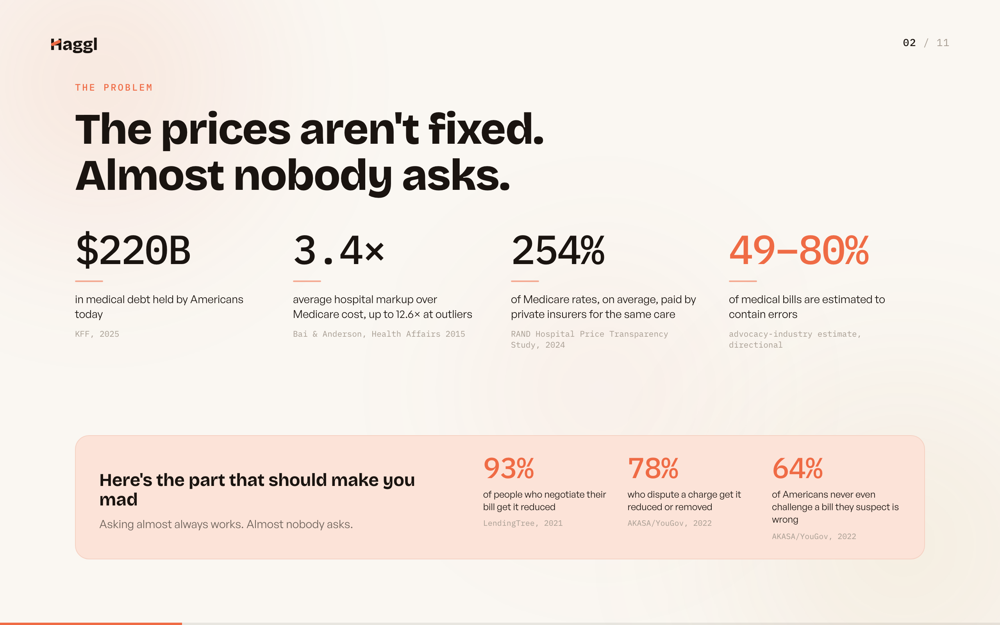 Haggl
02 / 11
THE PROBLEM
The prices aren't fixed.
Almost nobody asks.
$220B
in medical debt held by Americans
today
KFF, 2025
3.4×
average hospital markup over
Medicare cost, up to 12.6× at outliers
Bai & Anderson, Health Affairs 2015
254%
of Medicare rates, on average, paid by
private insurers for the same care
RAND Hospital Price Transparency
Study, 2024
49–80%
of medical bills are estimated to
contain errors
advocacy-industry estimate,
directional
Here's the part that should make you
mad
Asking almost always works. Almost nobody asks.
93%
of people who negotiate their
bill get it reduced
LendingTree, 2021
78%
who dispute a charge get it
reduced or removed
AKASA/YouGov, 2022
64%
of Americans never even
challenge a bill they suspect is
wrong
AKASA/YouGov, 2022